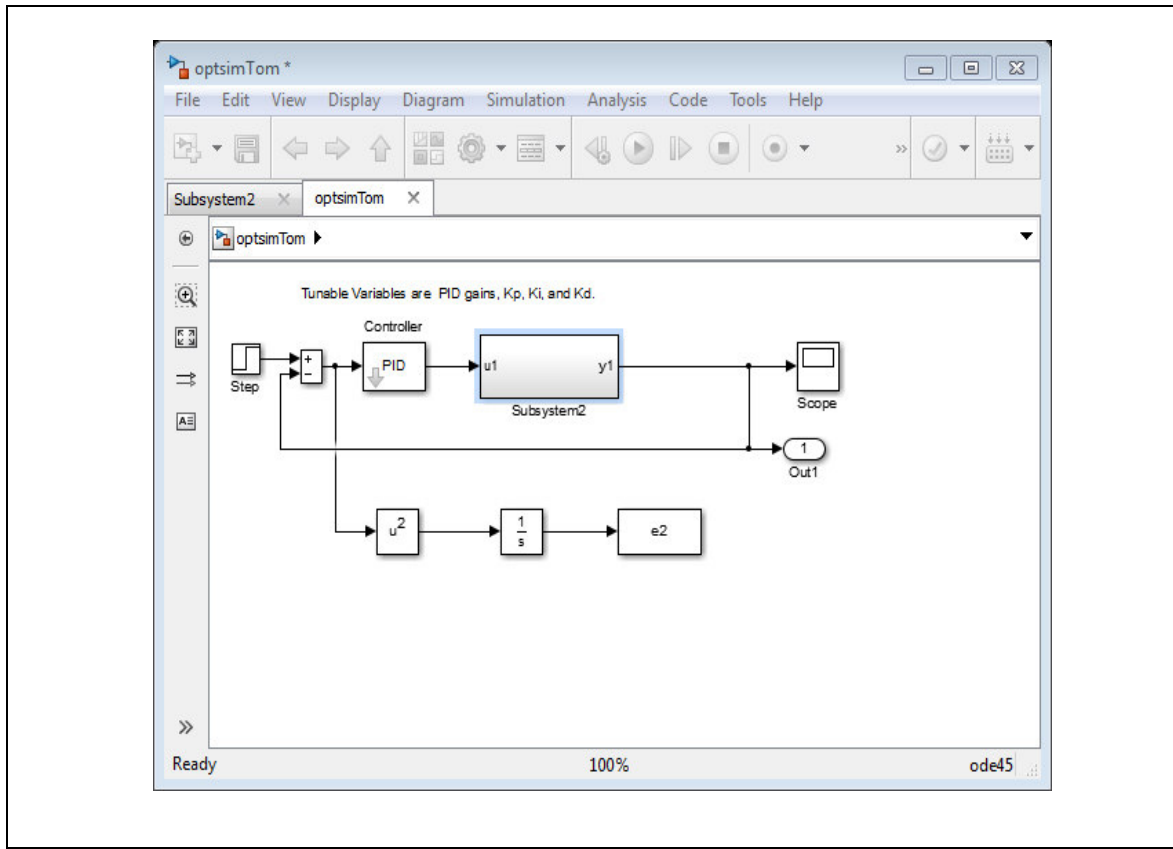 optsimTom *
File Edit View Display Diagram Simulation Analysis Code Tools Help
Subsystem2 optsimTom
optsimTom
Tunable Variables are PID gains, Kp, Ki, and Kd.
Controller
Step
+
−
PID
u1 y1
Subsystem2
Scope
1
Out1
u2
1
s
e2
Ready 100% ode45